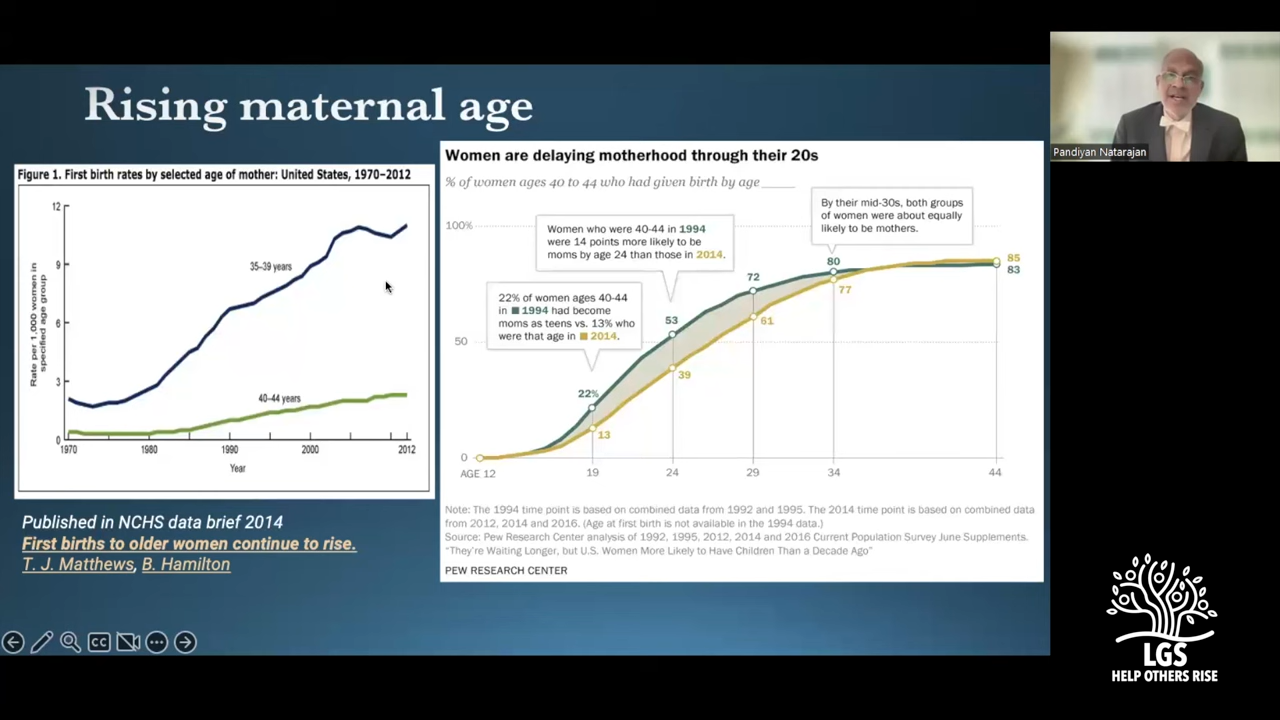 Rising maternal age
Pandiyan Natarajan
Figure 1. First birth rates by selected age of mother: United States, 1970–2012
12
9
6
3
0
Rate per 1,000 women in
specified age group
35–39 years
40–44 years
1970
1980
1990
2000
2012
Year
Published in NCHS data brief 2014
First births to older women continue to rise.
T. J. Matthews, B. Hamilton
Women are delaying motherhood through their 20s
% of women ages 40 to 44 who had given birth by age ____
100%
50
0
22% of women ages 40-44
in 1994 had become
moms as teens vs. 13% who
were that age in 2014.
Women who were 40-44 in 1994
were 14 points more likely to be
moms by age 24 than those in 2014.
By their mid-30s, both groups
of women were about equally
likely to be mothers.
22%
13
53
39
72
61
80
77
85
83
AGE 12
19
24
29
34
44
Note: The 1994 time point is based on combined data from 1992 and 1995. The 2014 time point is based on combined data
from 2012, 2014 and 2016. (Age at first birth is not available in the 1994 data.)
Source: Pew Research Center analysis of 1992, 1995, 2012, 2014 and 2016 Current Population Survey June Supplements.
“They’re Waiting Longer, but U.S. Women More Likely to Have Children Than a Decade Ago”
PEW RESEARCH CENTER
CC
LGS
HELP OTHERS RISE